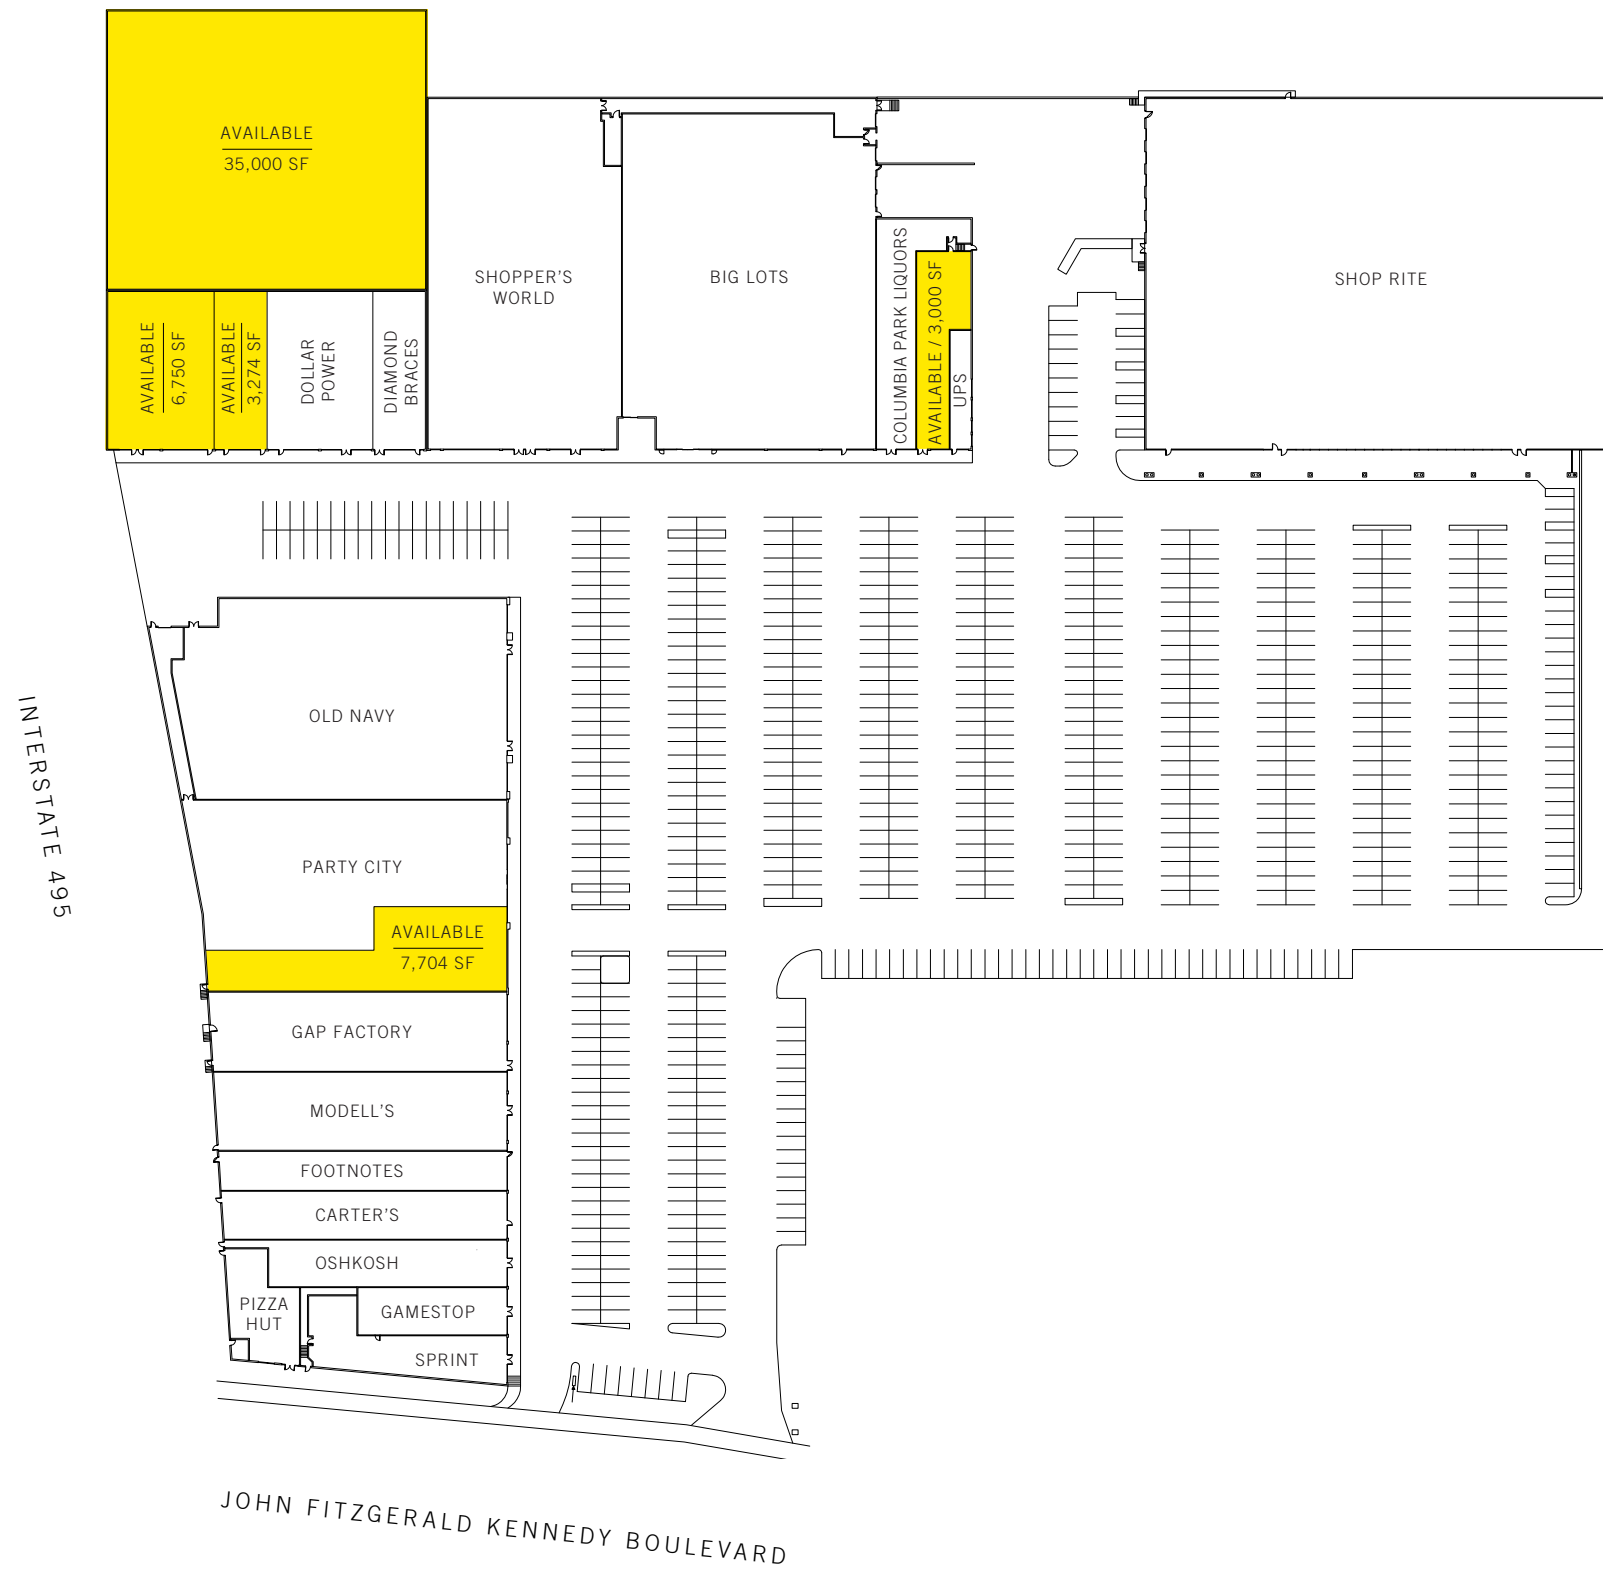 AVAILABLE
35,000 SF
AVAILABLE
6,750 SF
AVAILABLE
3,274 SF
DOLLAR
POWER
DIAMOND
BRACES
SHOPPER'S
WORLD
BIG LOTS
COLUMBIA PARK LIQUORS
AVAILABLE / 3,000 SF
UPS
SHOP RITE
OLD NAVY
PARTY CITY
AVAILABLE
7,704 SF
GAP FACTORY
MODELL'S
FOOTNOTES
CARTER'S
OSHKOSH
PIZZA
HUT
GAMESTOP
SPRINT
INTERSTATE 495
JOHN FITZGERALD KENNEDY BOULEVARD